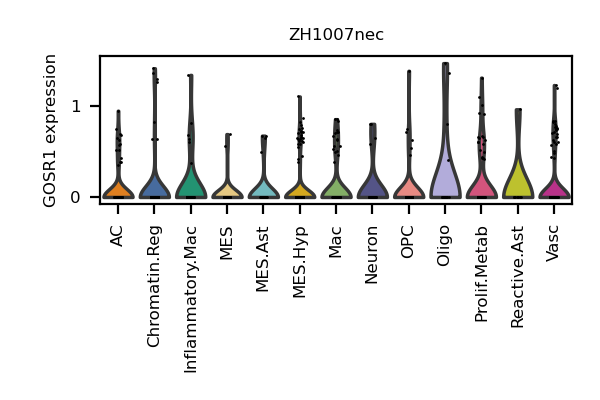 ZH1007nec
GOSR1 expression
1
0
AC
Chromatin.Reg
Inflammatory.Mac
MES
MES.Ast
MES.Hyp
Mac
Neuron
OPC
Oligo
Prolif.Metab
Reactive.Ast
Vasc